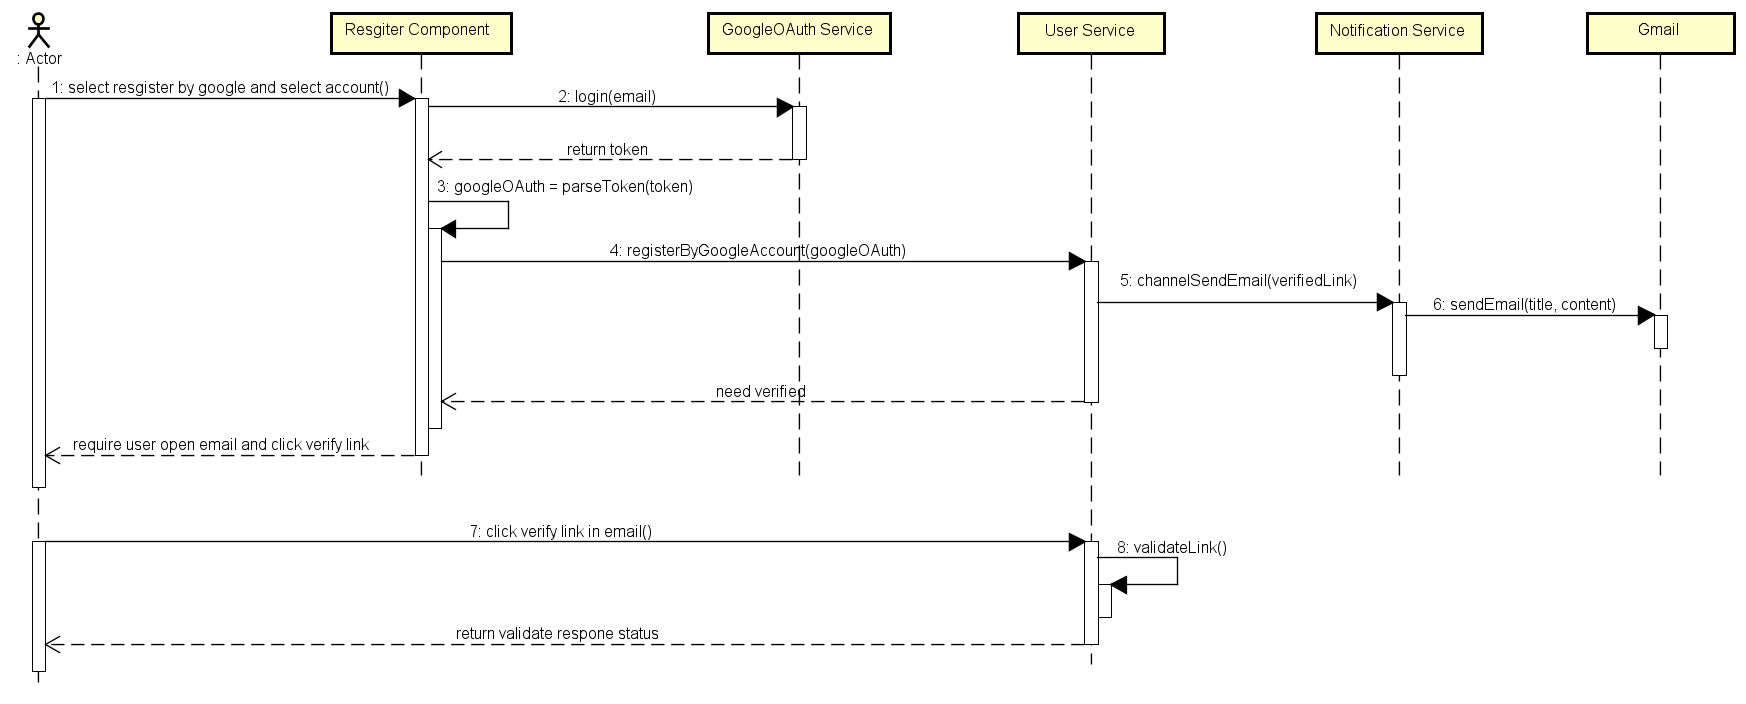 : Actor
Resgiter Component
GoogleOAuth Service
User Service
Notification Service
Gmail
1: select resgister by google and select account()
2: login(email)
return token
3: googleOAuth = parseToken(token)
4: registerByGoogleAccount(googleOAuth)
5: channelSendEmail(verifiedLink)
6: sendEmail(title, content)
need verified
require user open email and click verify link
7: click verify link in email()
8: validateLink()
return validate respone status